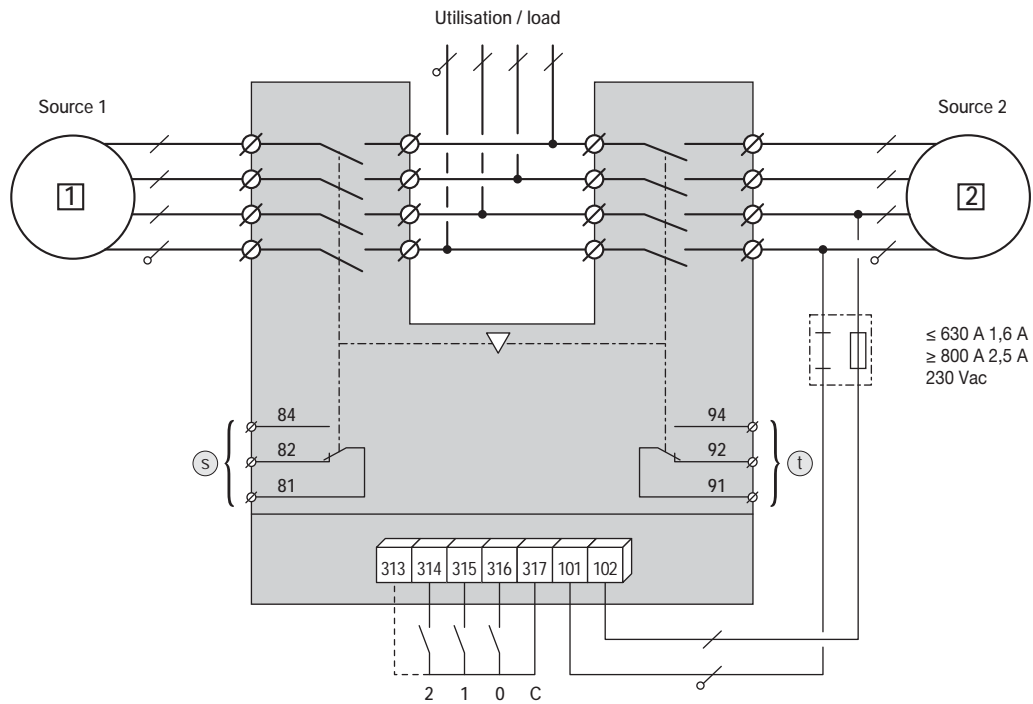 Utilisation / load
Source 1
Source 2
1
2
≤ 630 A 1,6 A
≥ 800 A 2,5 A
230 Vac
84
94
s
82
92
t
81
91
313 314 315 316 317 101 102
2 1 0 C